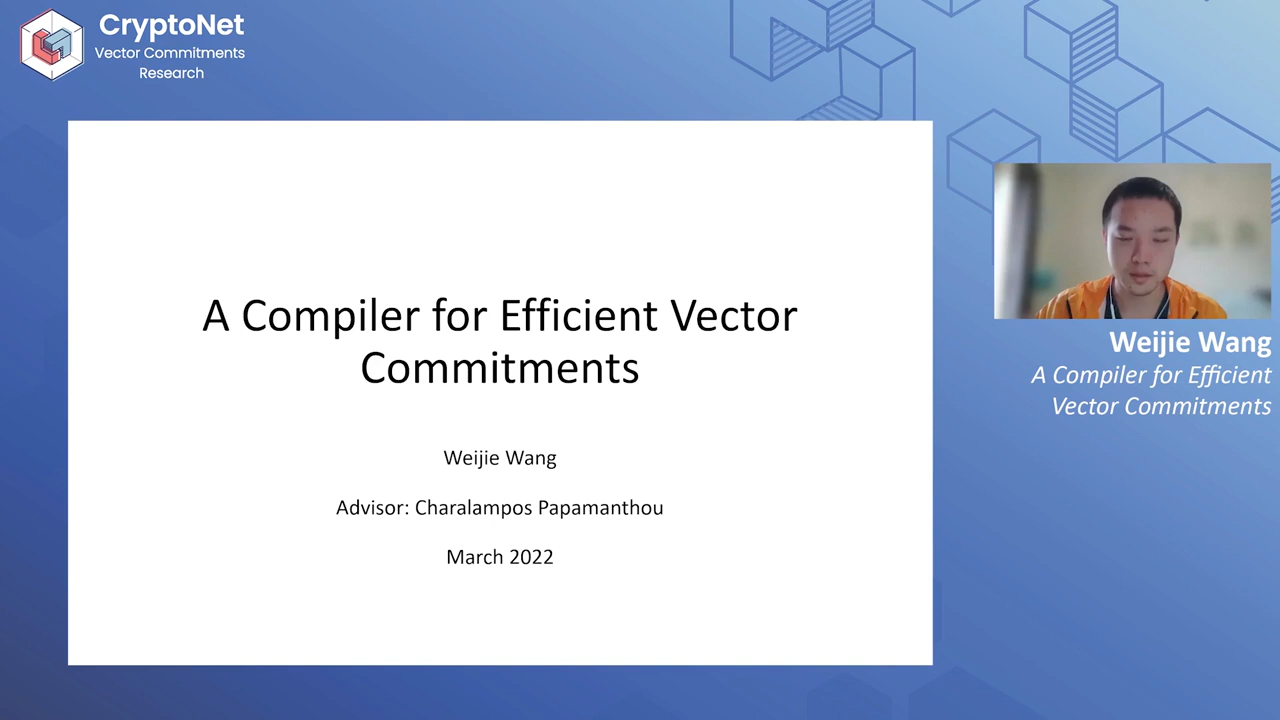 CryptoNet
Vector Commitments
Research
A Compiler for Efficient Vector
Commitments
Weijie Wang
Advisor: Charalampos Papamanthou
March 2022
Weijie Wang
A Compiler for Efficient
Vector Commitments